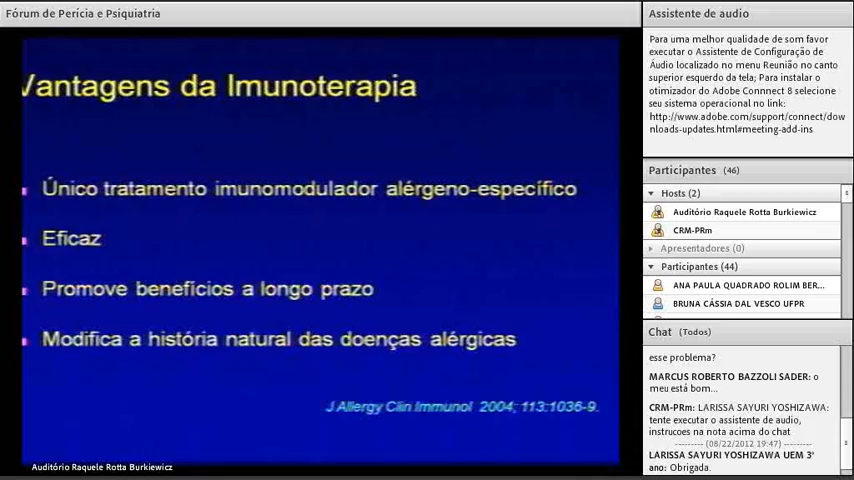 Fórum de Perícia e Psiquiatria
Vantagens da Imunoterapia
Único tratamento imunomodulador alérgeno-específico
Eficaz
Promove benefícios a longo prazo
Modifica a história natural das doenças alérgicas
J Allergy Clin Immunol 2004; 113:1036-9.
Auditório Raquele Rotta Burkiewicz
Assistente de audio
Para uma melhor qualidade de som favor
executar o Assistente de Configuração de
Áudio localizado no menu Reunião no canto
superior esquerdo da tela; Para instalar o
otimizador do Adobe Connnect 8 selecione
seu sistema operacional no link:
http://www.adobe.com/support/connect/dow
nloads-updates.html#meeting-add-ins
Participantes (46)
Hosts (2)
Auditório Raquele Rotta Burkiewicz
CRM-PRm
Apresentadores (0)
Participantes (44)
ANA PAULA QUADRADO ROLIM BER...
BRUNA CÁSSIA DAL VESCO UFPR
Chat (Todos)
esse problema?
MARCUS ROBERTO BAZZOLI SADER: o
meu está bom...
CRM-PRm: LARISSA SAYURI YOSHIZAWA:
tente executar o assistente de audio,
instrucoes na nota acima do chat
---------- (08/22/2012 19:47) ----------
LARISSA SAYURI YOSHIZAWA UEM 3°
ano: Obrigada.